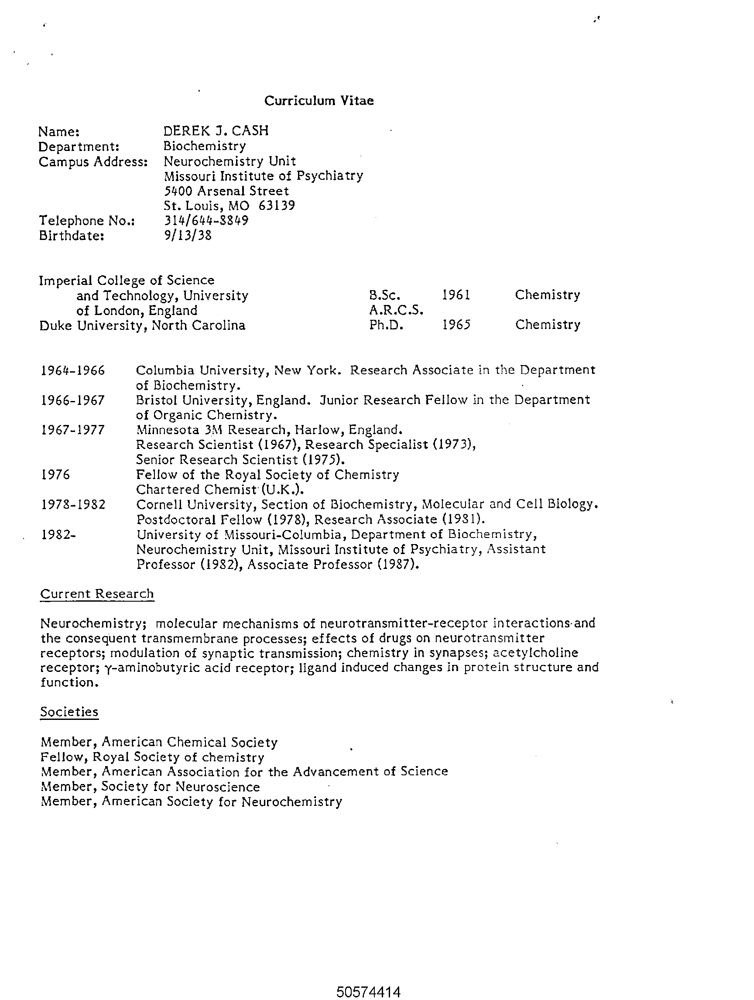 Curriculum Vitae
Name: DEREK J. CASH
Department: Biochemistry
Campus Address: Neurochemistry Unit
Missouri Institute of Psychiatry
5400 Arsenal Street
St. Louis, MO 63139
Telephone No.: 314/644-8849
Birthdate: 9/13/38
Imperial College of Science
and Technology, University B.Sc. 1961 Chemistry
of London, England A.R.C.S.
Duke University, North Carolina Ph.D. 1965 Chemistry
1964-1966 Columbia University, New York. Research Associate in the Department
of Biochemistry.
1966-1967 Bristol University, England. Junior Research Fellow in the Department
of Organic Chemistry.
1967-1977 Minnesota 3M Research, Harlow, England.
Research Scientist (1967), Research Specialist (1973),
Senior Research Scientist (1975).
1976 Fellow of the Royal Society of Chemistry
Chartered Chemist (U.K.).
1978-1982 Cornell University, Section of Biochemistry, Molecular and Cell Biology.
Postdoctoral Fellow (1978), Research Associate (1981).
1982- University of Missouri-Columbia, Department of Biochemistry,
Neurochemistry Unit, Missouri Institute of Psychiatry, Assistant
Professor (1982), Associate Professor (1987).
Current Research
Neurochemistry; molecular mechanisms of neurotransmitter-receptor interactions and
the consequent transmembrane processes; effects of drugs on neurotransmitter
receptors; modulation of synaptic transmission; chemistry in synapses; acetylcholine
receptor; γ-aminobutyric acid receptor; ligand induced changes in protein structure and
function.
Societies
Member, American Chemical Society
Fellow, Royal Society of chemistry
Member, American Association for the Advancement of Science
Member, Society for Neuroscience
Member, American Society for Neurochemistry
50574414